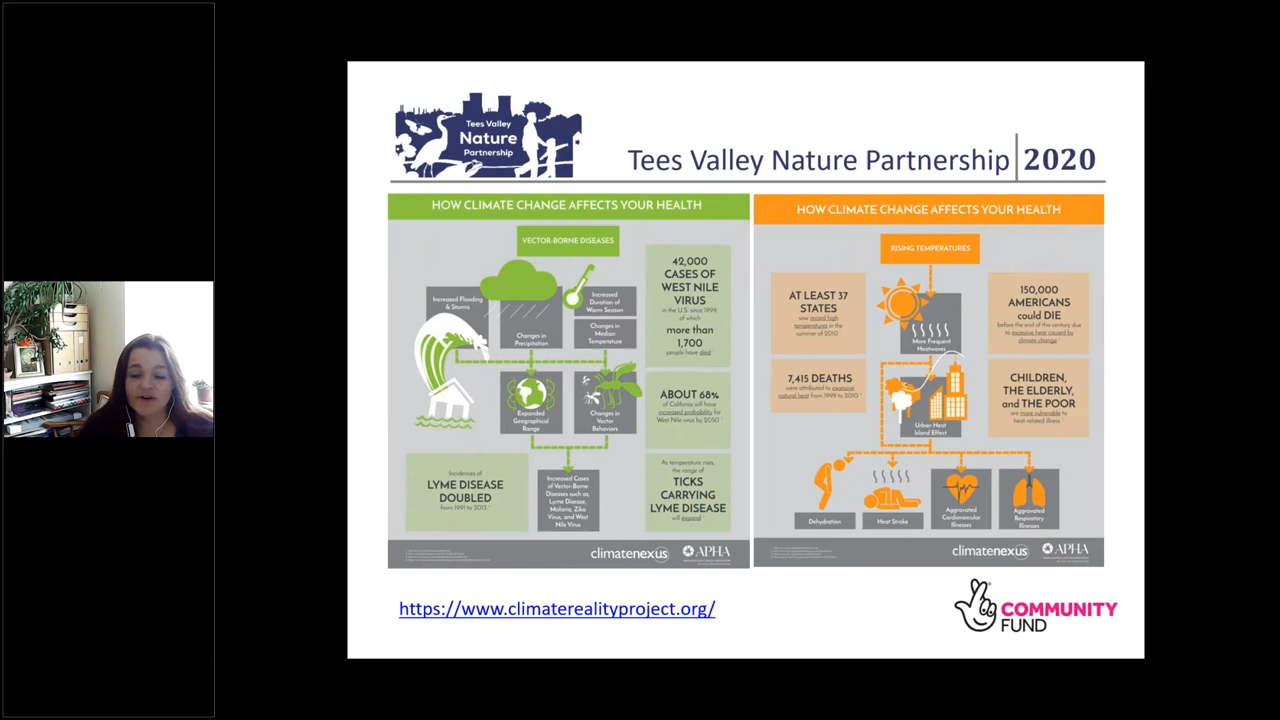 Tees Valley
Nature
Partnership
Tees Valley Nature Partnership 2020
HOW CLIMATE CHANGE AFFECTS YOUR HEALTH
VECTOR-BORNE DISEASES
Increased Flooding
& Storms
Changes in
Precipitation
Increased
Duration of
Warm Season
Changes in
Median
Temperature
42,000
CASES OF
WEST NILE
VIRUS
in the U.S. since 1999,
of which
more than
1,700
people have died
Expanded
Geographical
Range
Changes in
Vector
Behaviors
ABOUT 68%
of California will have
increased probability for
West Nile virus by 2050
Incidences of
LYME DISEASE
DOUBLED
from 1991 to 2013
Increased Cases
of Vector-Borne
Diseases such as,
Lyme Disease,
Malaria, Zika
Virus, and West
Nile Virus
As temperature rises,
the range of
TICKS
CARRYING
LYME DISEASE
will expand
climatenexus
APHA
HOW CLIMATE CHANGE AFFECTS YOUR HEALTH
RISING TEMPERATURES
AT LEAST 37
STATES
saw record high
temperatures in the
summer of 2010
More Frequent
Heatwaves
150,000
AMERICANS
could DIE
before the end of this century due
to excessive heat caused by
climate change
7,415 DEATHS
were attributed to excessive
natural heat from 1999 to 2010
Urban Heat
Island Effect
CHILDREN,
THE ELDERLY,
and THE POOR
are more vulnerable to
heat-related illness
Dehydration
Heat Stroke
Aggravated
Cardiovascular
Illnesses
Aggravated
Respiratory
Illnesses
climatenexus
APHA
https://www.climaterealityproject.org/
COMMUNITY
FUND